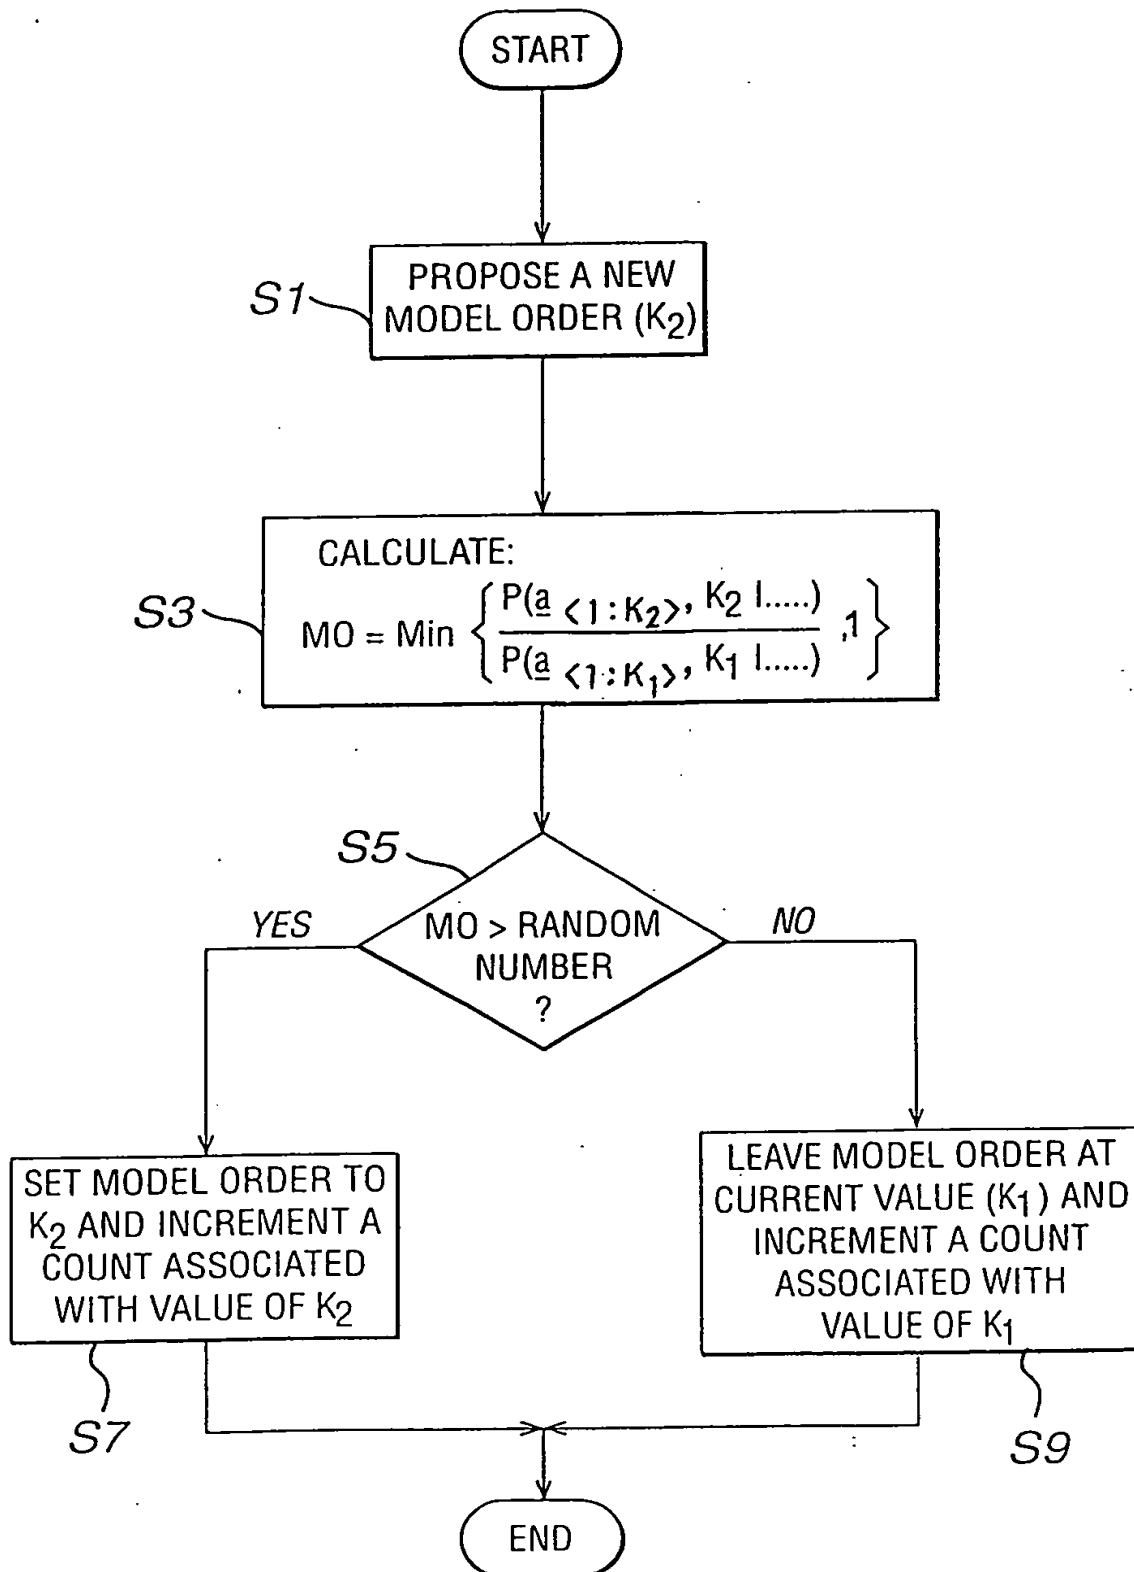 START
S1
PROPOSE A NEW
MODEL ORDER (K2)
S3
CALCULATE:
MO = Min { P(a <1:K2>, K2 I.....) / P(a <1:K1>, K1 I.....) ,1 }
S5
YES
MO > RANDOM
NUMBER
?
NO
SET MODEL ORDER TO
K2 AND INCREMENT A
COUNT ASSOCIATED
WITH VALUE OF K2
S7
LEAVE MODEL ORDER AT
CURRENT VALUE (K1) AND
INCREMENT A COUNT
ASSOCIATED WITH
VALUE OF K1
S9
END